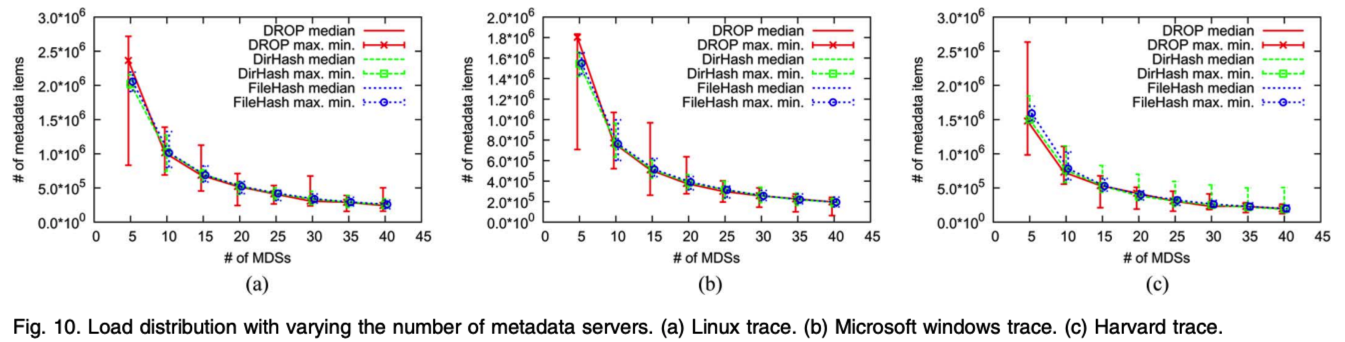 3.0*10^6
2.5*10^6
2.0*10^6
1.5*10^6
1.0*10^6
5.0*10^5
0.0*10^0
# of metadata items
DROP median
DROP max. min.
DirHash median
DirHash max. min.
FileHash median
FileHash max. min.
0 5 10 15 20 25 30 35 40 45
# of MDSs
(a)
2.0*10^6
1.8*10^6
1.6*10^6
1.4*10^6
1.2*10^6
1.0*10^6
8.0*10^5
6.0*10^5
4.0*10^5
2.0*10^5
0.0*10^0
# of metadata items
DROP median
DROP max. min.
DirHash median
DirHash max. min.
FileHash median
FileHash max. min.
0 5 10 15 20 25 30 35 40 45
# of MDSs
(b)
3.0*10^6
2.5*10^6
2.0*10^6
1.5*10^6
1.0*10^6
5.0*10^5
0.0*10^0
# of metadata items
DROP median
DROP max. min.
DirHash median
DirHash max. min.
FileHash median
FileHash max. min.
0 5 10 15 20 25 30 35 40 45
# of MDSs
(c)
Fig. 10. Load distribution with varying the number of metadata servers. (a) Linux trace. (b) Microsoft windows trace. (c) Harvard trace.